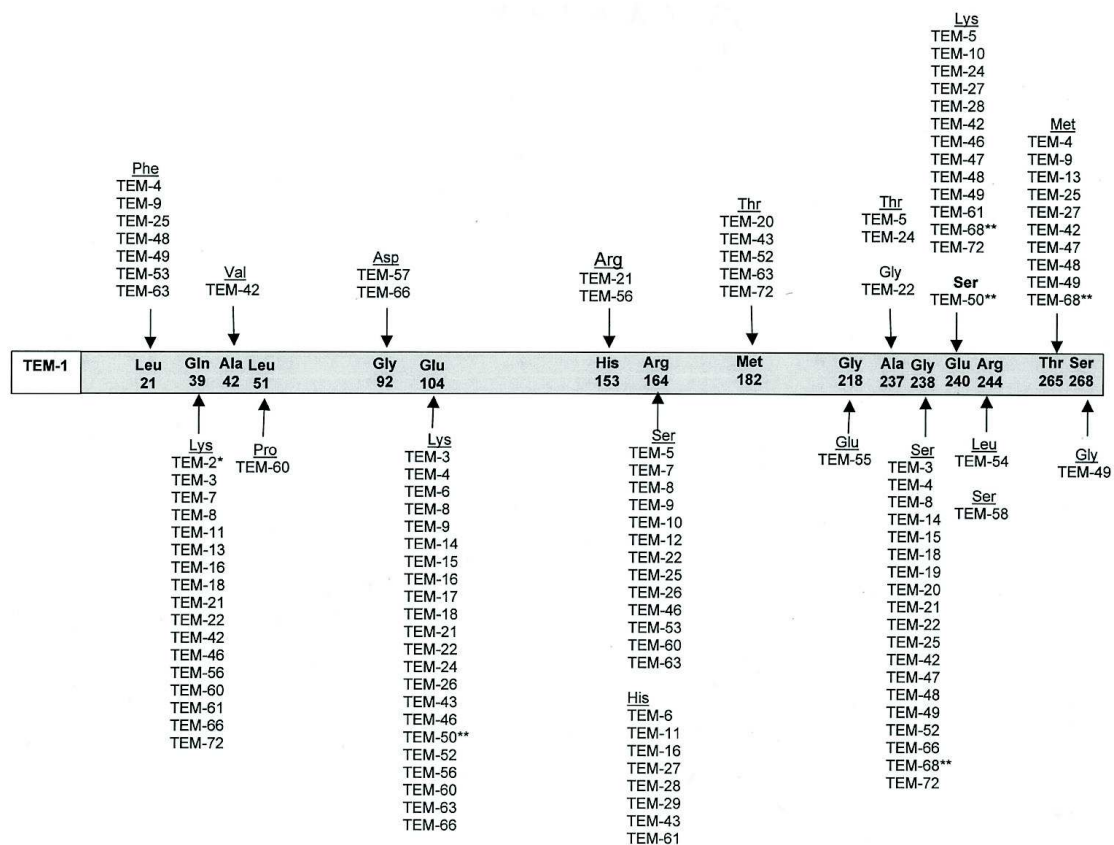 Phe
TEM-4
TEM-9
TEM-25
TEM-48
TEM-49
TEM-53
TEM-63
Val
TEM-42
Asp
TEM-57
TEM-66
Arg
TEM-21
TEM-56
Thr
TEM-20
TEM-43
TEM-52
TEM-63
TEM-72
Thr
TEM-5
TEM-24
Gly
TEM-22
Lys
TEM-5
TEM-10
TEM-24
TEM-27
TEM-28
TEM-42
TEM-46
TEM-47
TEM-48
TEM-49
TEM-61
TEM-68**
TEM-72
Ser
TEM-50**
Met
TEM-4
TEM-9
TEM-13
TEM-25
TEM-27
TEM-42
TEM-47
TEM-48
TEM-49
TEM-68**
TEM-1
Leu Gln Ala Leu Gly Glu His Arg Met Gly Ala Gly Glu Arg Thr Ser
21 39 42 51 92 104 153 164 182 218 237 238 240 244 265 268
Lys
TEM-2*
TEM-3
TEM-7
TEM-8
TEM-11
TEM-13
TEM-16
TEM-18
TEM-21
TEM-22
TEM-42
TEM-46
TEM-56
TEM-60
TEM-61
TEM-66
TEM-72
Pro
TEM-60
Lys
TEM-3
TEM-4
TEM-6
TEM-8
TEM-9
TEM-14
TEM-15
TEM-16
TEM-17
TEM-18
TEM-21
TEM-22
TEM-24
TEM-26
TEM-43
TEM-46
TEM-50**
TEM-52
TEM-56
TEM-60
TEM-63
TEM-66
Ser
TEM-5
TEM-7
TEM-8
TEM-9
TEM-10
TEM-12
TEM-22
TEM-25
TEM-26
TEM-46
TEM-53
TEM-60
TEM-63
His
TEM-6
TEM-11
TEM-16
TEM-27
TEM-28
TEM-29
TEM-43
TEM-61
Glu
TEM-55
Ser
TEM-3
TEM-4
TEM-8
TEM-14
TEM-15
TEM-18
TEM-19
TEM-20
TEM-21
TEM-22
TEM-25
TEM-42
TEM-47
TEM-48
TEM-49
TEM-52
TEM-66
TEM-68**
TEM-72
Leu
TEM-54
Ser
TEM-58
Gly
TEM-49